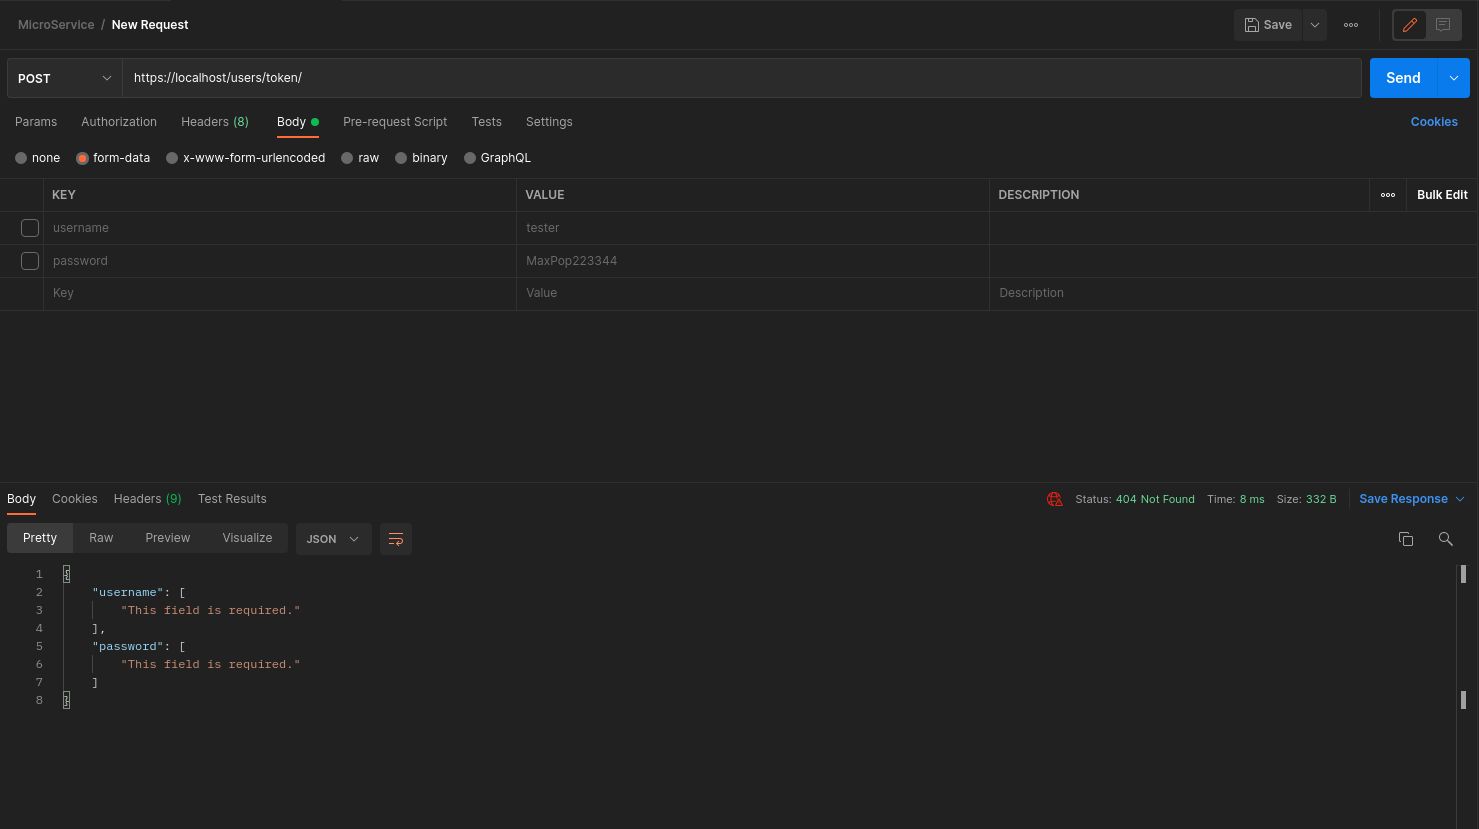 MicroService / New Request
Save
POST https://localhost/users/token/ Send
Params Authorization Headers (8) Body Pre-request Script Tests Settings Cookies
none form-data x-www-form-urlencoded raw binary GraphQL
KEY VALUE DESCRIPTION Bulk Edit
username tester
password MaxPop223344
Key Value Description
Body Cookies Headers (9) Test Results Status: 404 Not Found Time: 8 ms Size: 332 B Save Response
Pretty Raw Preview Visualize JSON
1 {
2 "username": [
3 "This field is required."
4 ],
5 "password": [
6 "This field is required."
7 ]
8 }